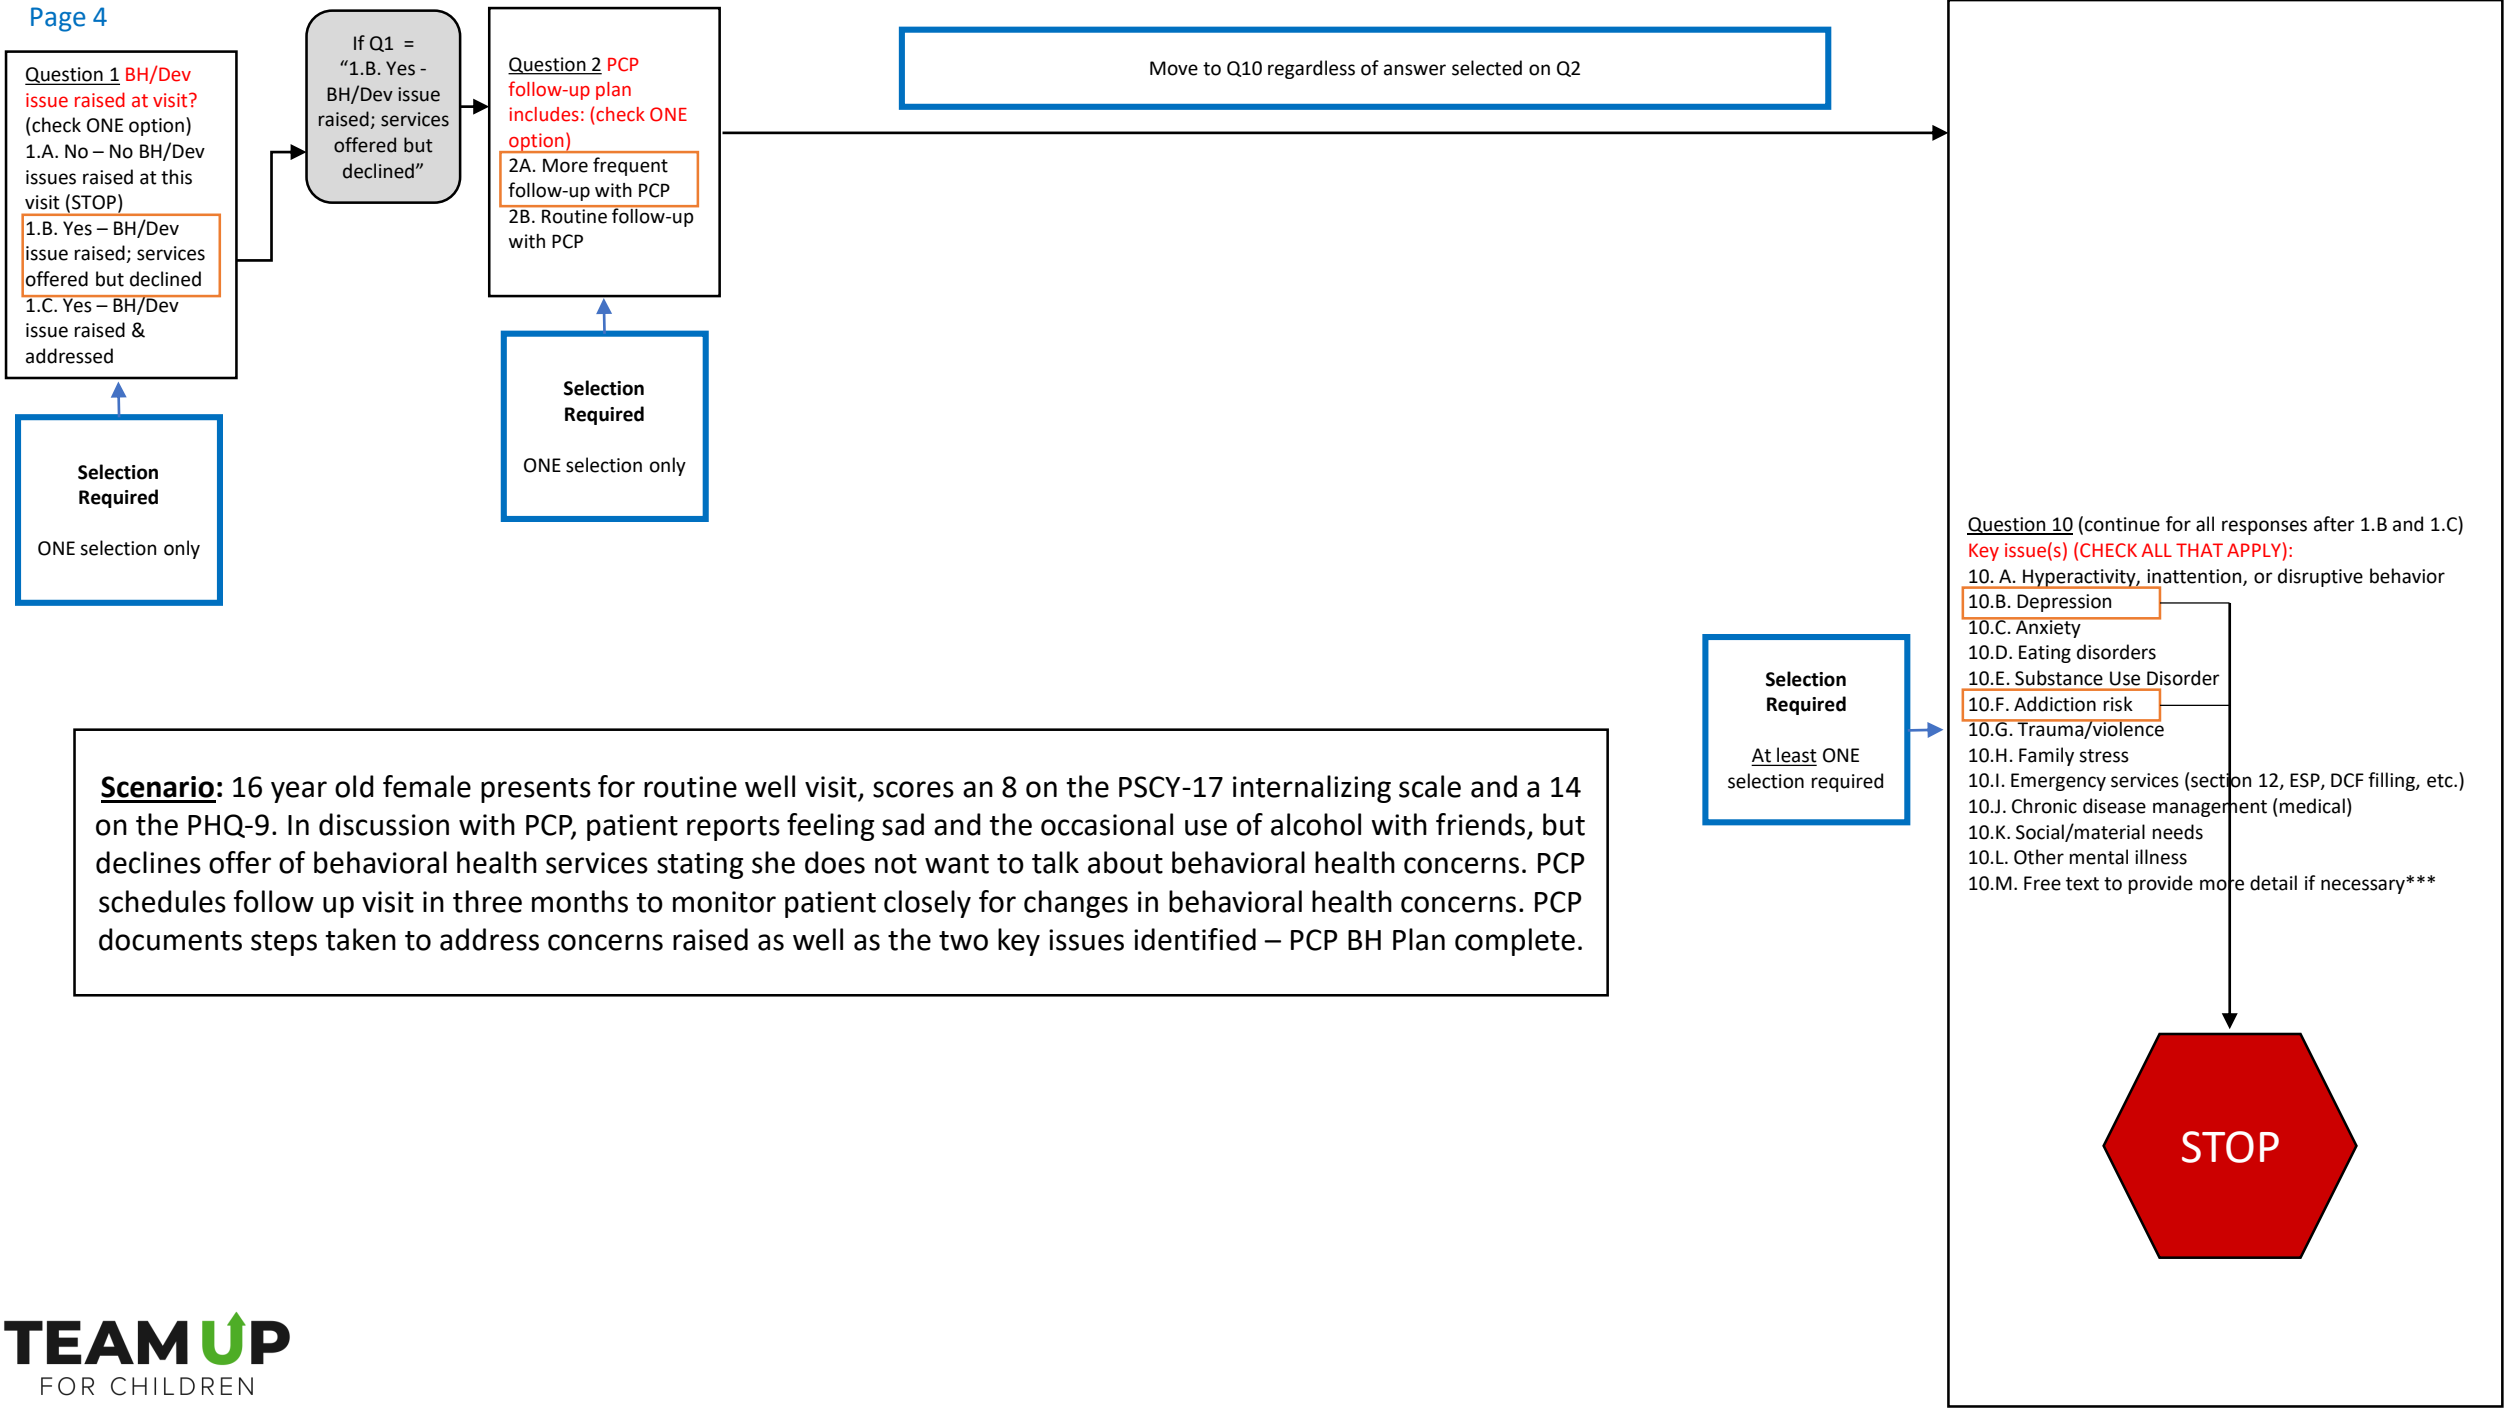 Page 4
Question 1 BH/Dev
issue raised at visit?
(check ONE option)
1.A. No – No BH/Dev
issues raised at this
visit (STOP)
1.B. Yes – BH/Dev
issue raised; services
offered but declined
1.C. Yes – BH/Dev
issue raised &
addressed
Selection
Required
ONE selection only
If Q1 =
“1.B. Yes -
BH/Dev issue
raised; services
offered but
declined”
Question 2 PCP
follow-up plan
includes: (check ONE
option)
2A. More frequent
follow-up with PCP
2B. Routine follow-up
with PCP
Selection
Required
ONE selection only
Move to Q10 regardless of answer selected on Q2
Selection
Required
At least ONE
selection required
Question 10 (continue for all responses after 1.B and 1.C)
Key issue(s) (CHECK ALL THAT APPLY):
10. A. Hyperactivity, inattention, or disruptive behavior
10.B. Depression
10.C. Anxiety
10.D. Eating disorders
10.E. Substance Use Disorder
10.F. Addiction risk
10.G. Trauma/violence
10.H. Family stress
10.I. Emergency services (section 12, ESP, DCF filling, etc.)
10.J. Chronic disease management (medical)
10.K. Social/material needs
10.L. Other mental illness
10.M. Free text to provide more detail if necessary***
STOP
Scenario: 16 year old female presents for routine well visit, scores an 8 on the PSCY-17 internalizing scale and a 14
on the PHQ-9. In discussion with PCP, patient reports feeling sad and the occasional use of alcohol with friends, but
declines offer of behavioral health services stating she does not want to talk about behavioral health concerns. PCP
schedules follow up visit in three months to monitor patient closely for changes in behavioral health concerns. PCP
documents steps taken to address concerns raised as well as the two key issues identified – PCP BH Plan complete.
TEAM UP
FOR CHILDREN